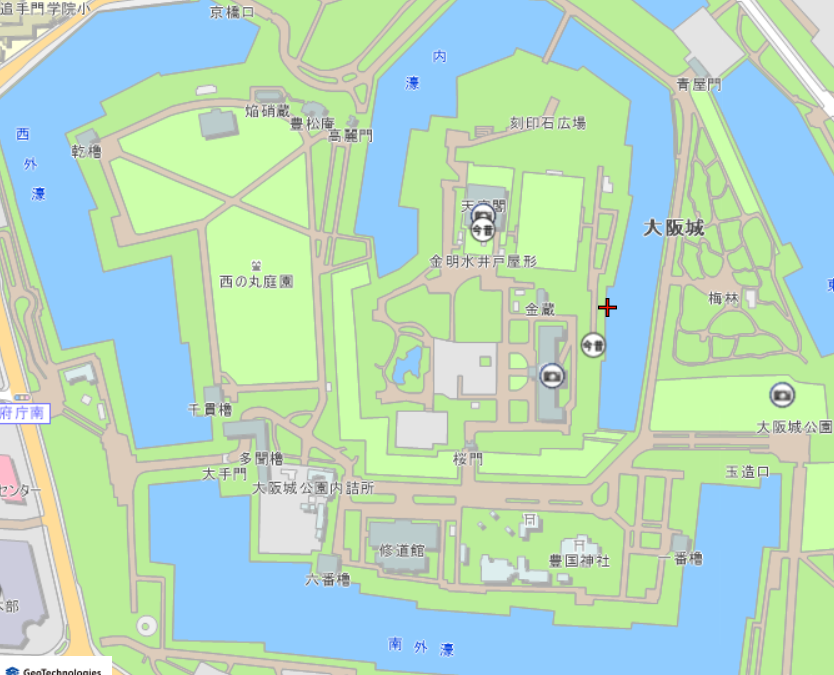 追手門学院小
京橋口
内
濠
青屋門
焔硝蔵
豊松庵
高麗門
刻印石広場
西
外
濠
乾櫓
天守閣
今昔
大阪城
金明水井戸屋形
西の丸庭園
梅林
金蔵
今昔
府庁南
千貫櫓
大阪城公園
多聞櫓
桜門
大手門
玉造口
センター
大阪城公園内詰所
修道館
豊国神社
一番櫓
六番櫓
本部
南外濠
GeoTechnologies